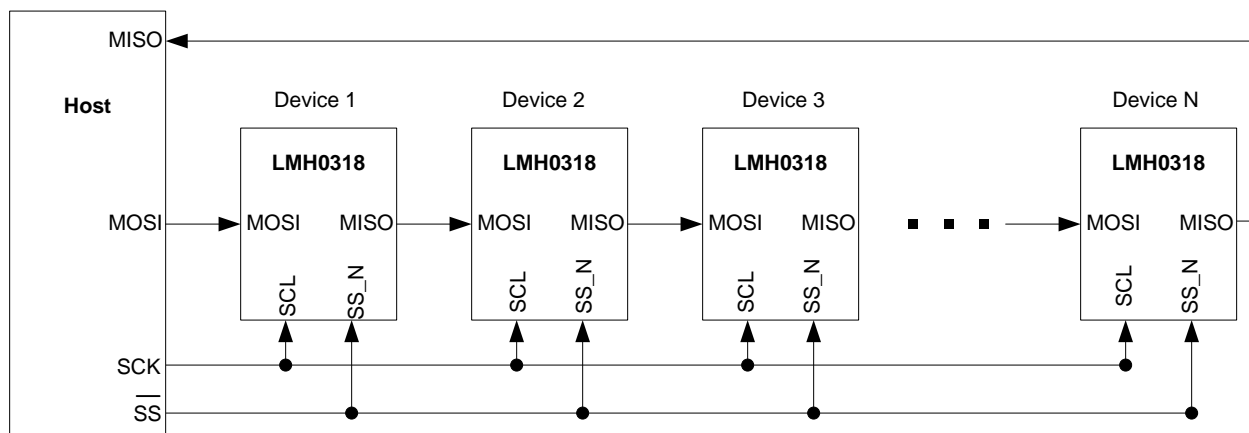 MISO
Host
Device 1
Device 2
Device 3
Device N
LMH0318
LMH0318
LMH0318
LMH0318
MOSI
MOSI
MISO
MOSI
MISO
MOSI
MISO
MOSI
MISO
SCL
SS_N
SCL
SS_N
SCL
SS_N
SCL
SS_N
SCK
SS